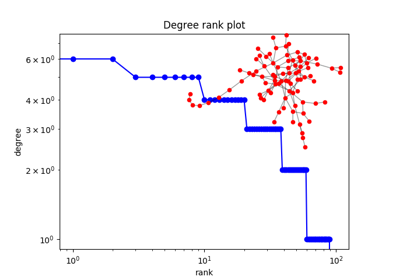 Degree rank plot
6 × 10⁰
4 × 10⁰
3 × 10⁰
2 × 10⁰
10⁰
degree
10⁰ 10¹ 10²
rank